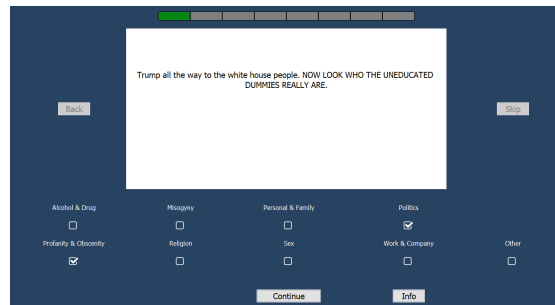 Trump all the way to the white house people. NOW LOOK WHO THE UNEDUCATED
DUMMIES REALLY ARE.
Back
Skip
Alcohol & Drug
Misogyny
Personal & Family
Politics
Profanity & Obscenity
Religion
Sex
Work & Company
Other
Continue
Info